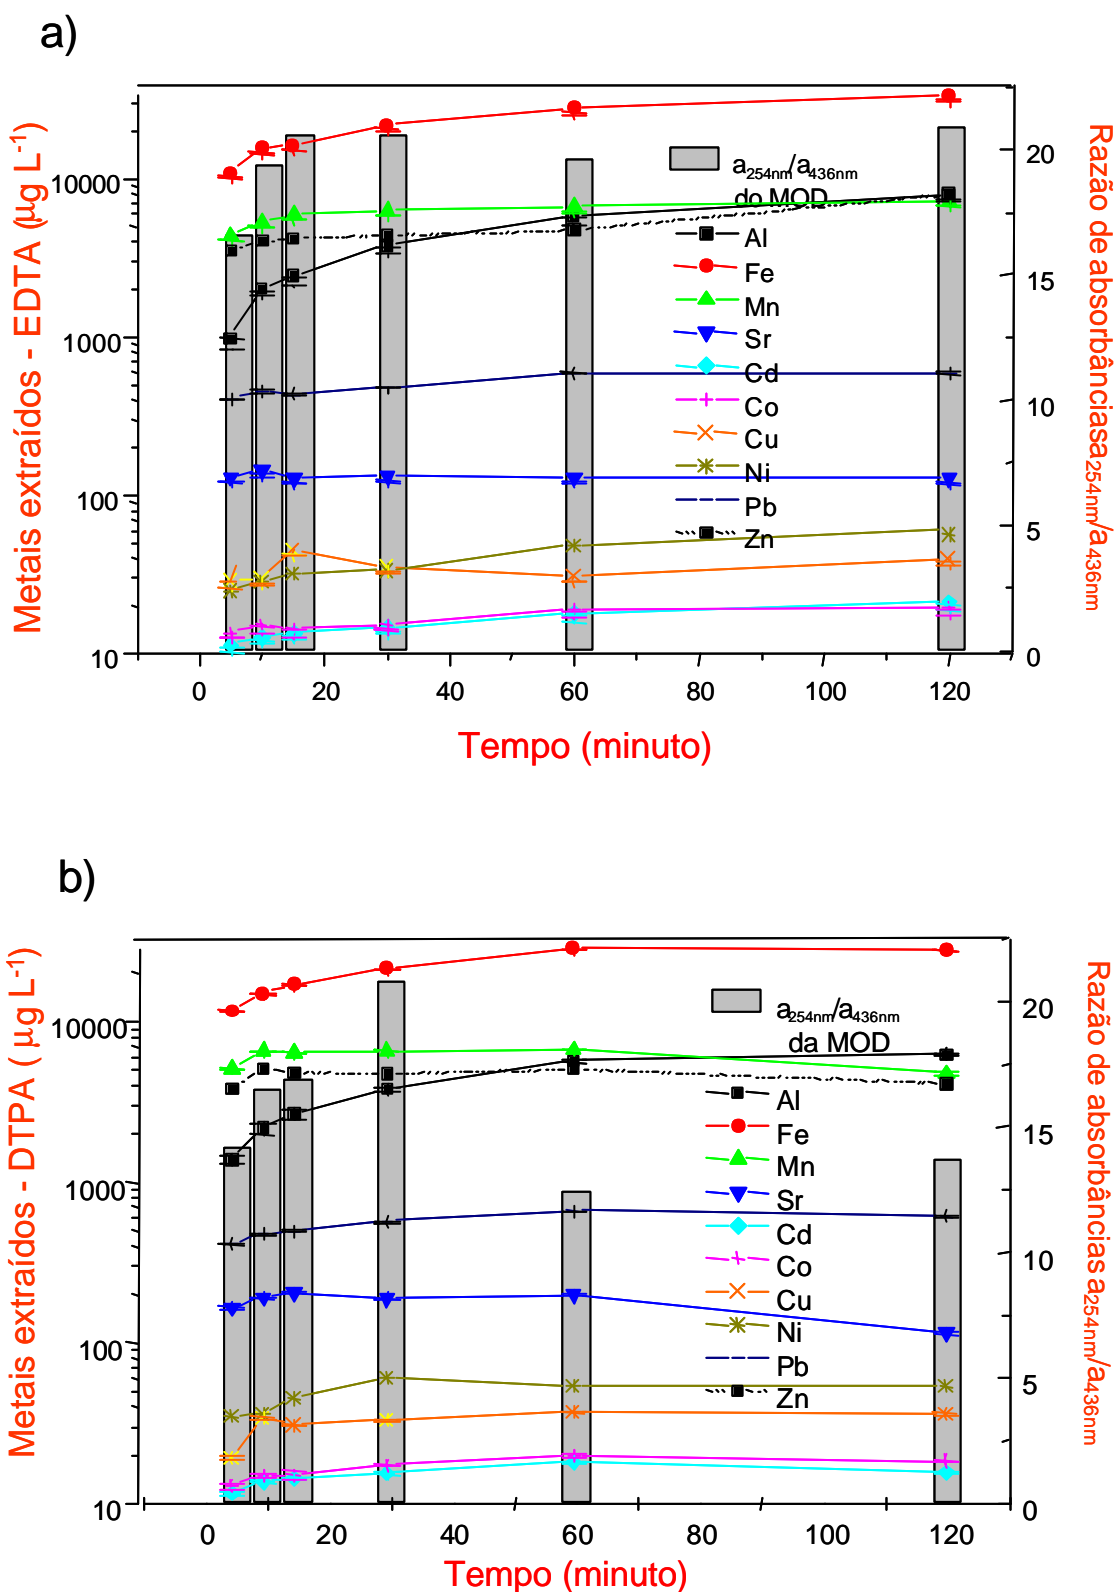 a)
Metais extraídos - EDTA (μg L-1)
10000
1000
100
10
0 20 40 60 80 100 120
Tempo (minuto)
20
15
10
5
0
Razão de absorbânciasa254nm/a436nm
a254nm/a436nm
do MOD
Al
Fe
Mn
Sr
Cd
Co
Cu
Ni
Pb
Zn
b)
Metais extraídos - DTPA ( μg L-1)
10000
1000
100
10
0 20 40 60 80 100 120
Tempo (minuto)
20
15
10
5
0
Razão de absorbâncias a254nm/a436nm
a254nm/a436nm
da MOD
Al
Fe
Mn
Sr
Cd
Co
Cu
Ni
Pb
Zn